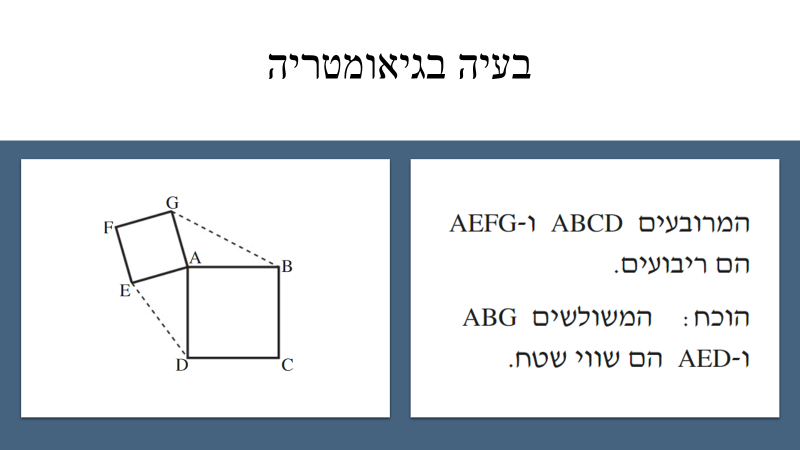 בעיה בגיאומטריה
המרובעים ABCD ו-AEFG
הם ריבועים.
הוכח: המשולשים ABG
ו-AED הם שווי שטח.
G
F
A
B
E
D
C